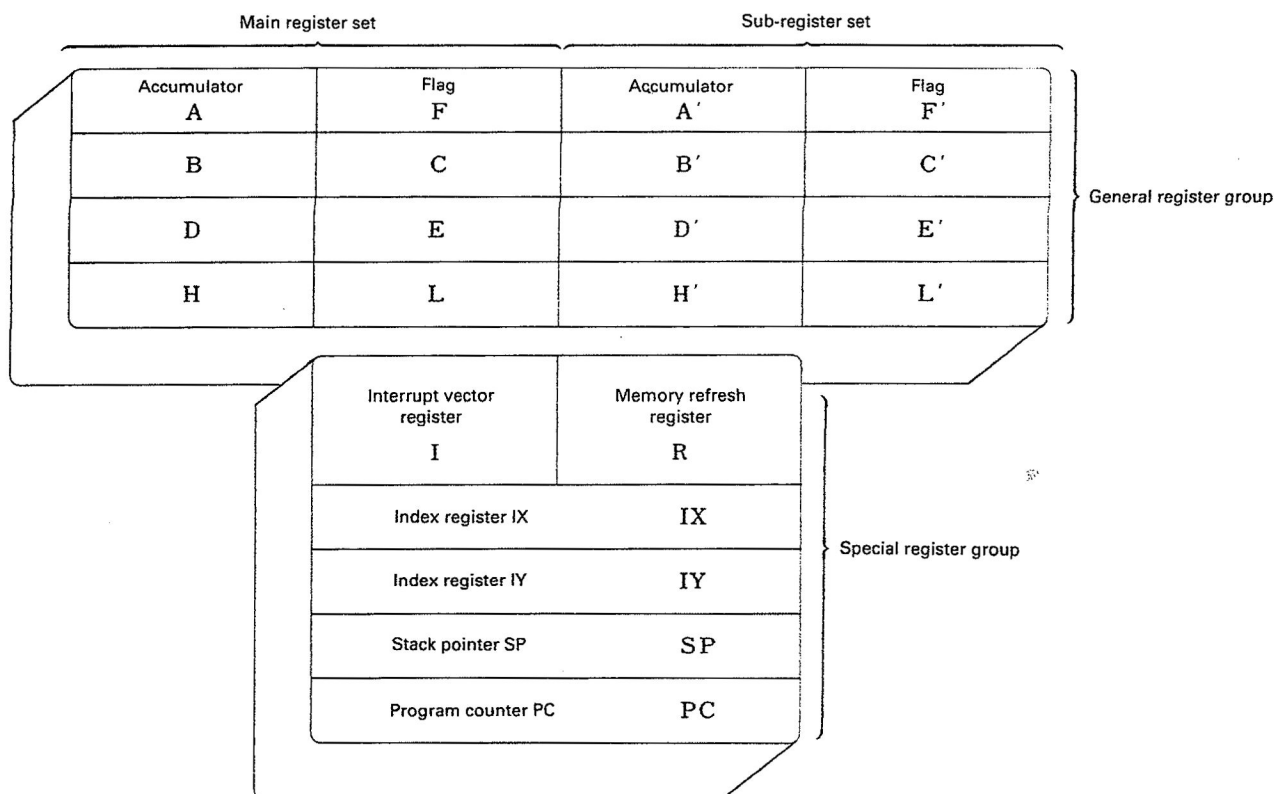 Main register set
Sub-register set
Accumulator
Flag
Accumulator
Flag
A
F
A'
F'
B
C
B'
C'
D
E
D'
E'
H
L
H'
L'
General register group
Interrupt vector
register
Memory refresh
register
I
R
Index register IX
IX
Index register IY
IY
Stack pointer SP
SP
Program counter PC
PC
Special register group